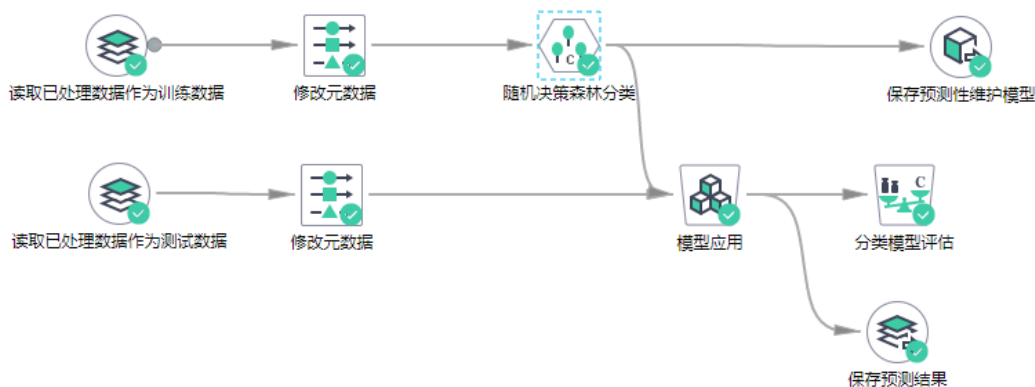 C
读取已处理数据作为训练数据
修改元数据
随机决策森林分类
保存预测性维护模型
C
读取已处理数据作为测试数据
修改元数据
模型应用
分类模型评估
保存预测结果